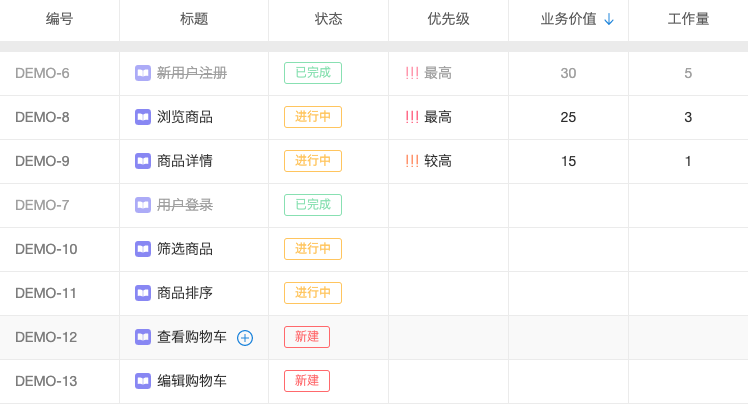 编号 标题 状态 优先级 业务价值 工作量
DEMO-6 新用户注册 已完成 !!! 最高 30 5
DEMO-8 浏览商品 进行中 !!! 最高 25 3
DEMO-9 商品详情 进行中 !!! 较高 15 1
DEMO-7 用户登录 已完成
DEMO-10 筛选商品 进行中
DEMO-11 商品排序 进行中
DEMO-12 查看购物车 新建
DEMO-13 编辑购物车 新建